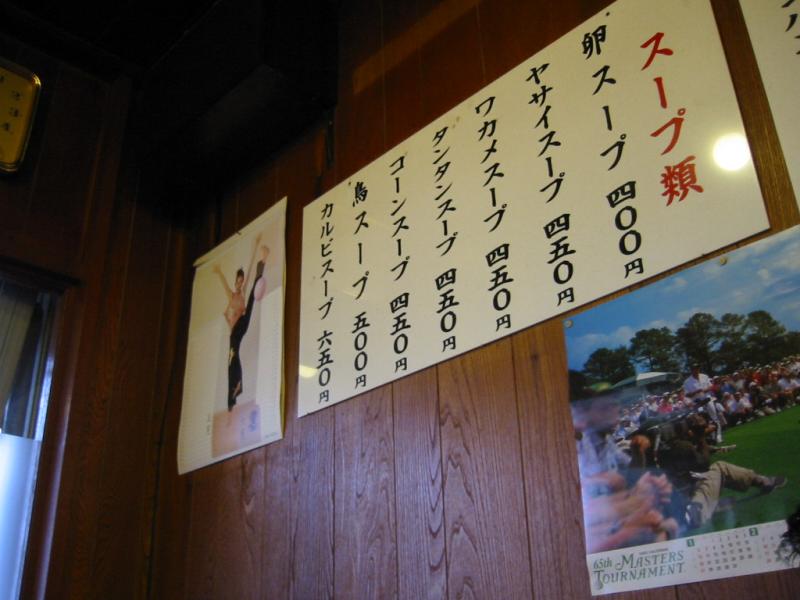 スープ類
卵スープ 四〇〇円
ヤサイスープ 四五〇円
ワカメスープ 四五〇円
タンタンスープ 四五〇円
コーンスープ 四五〇円
鳥スープ 五〇〇円
カルビスープ 六五〇円
65th MASTERS
TOURNAMENT
1
2